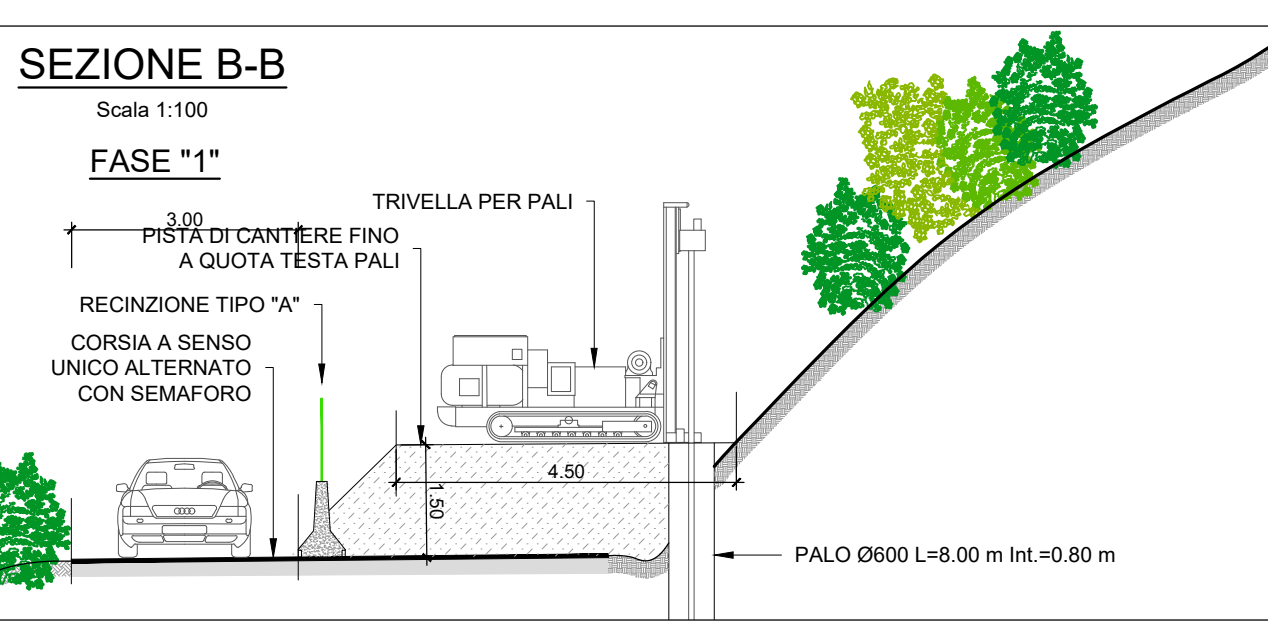 SEZIONE B-B
Scala 1:100
FASE "1"
3.00
TRIVELLA PER PALI
PISTA DI CANTIERE FINO
A QUOTA TESTA PALI
RECINZIONE TIPO "A"
CORSIA A SENSO
UNICO ALTERNATO
CON SEMAFORO
4.50
1.50
PALO Ø600 L=8.00 m Int.=0.80 m